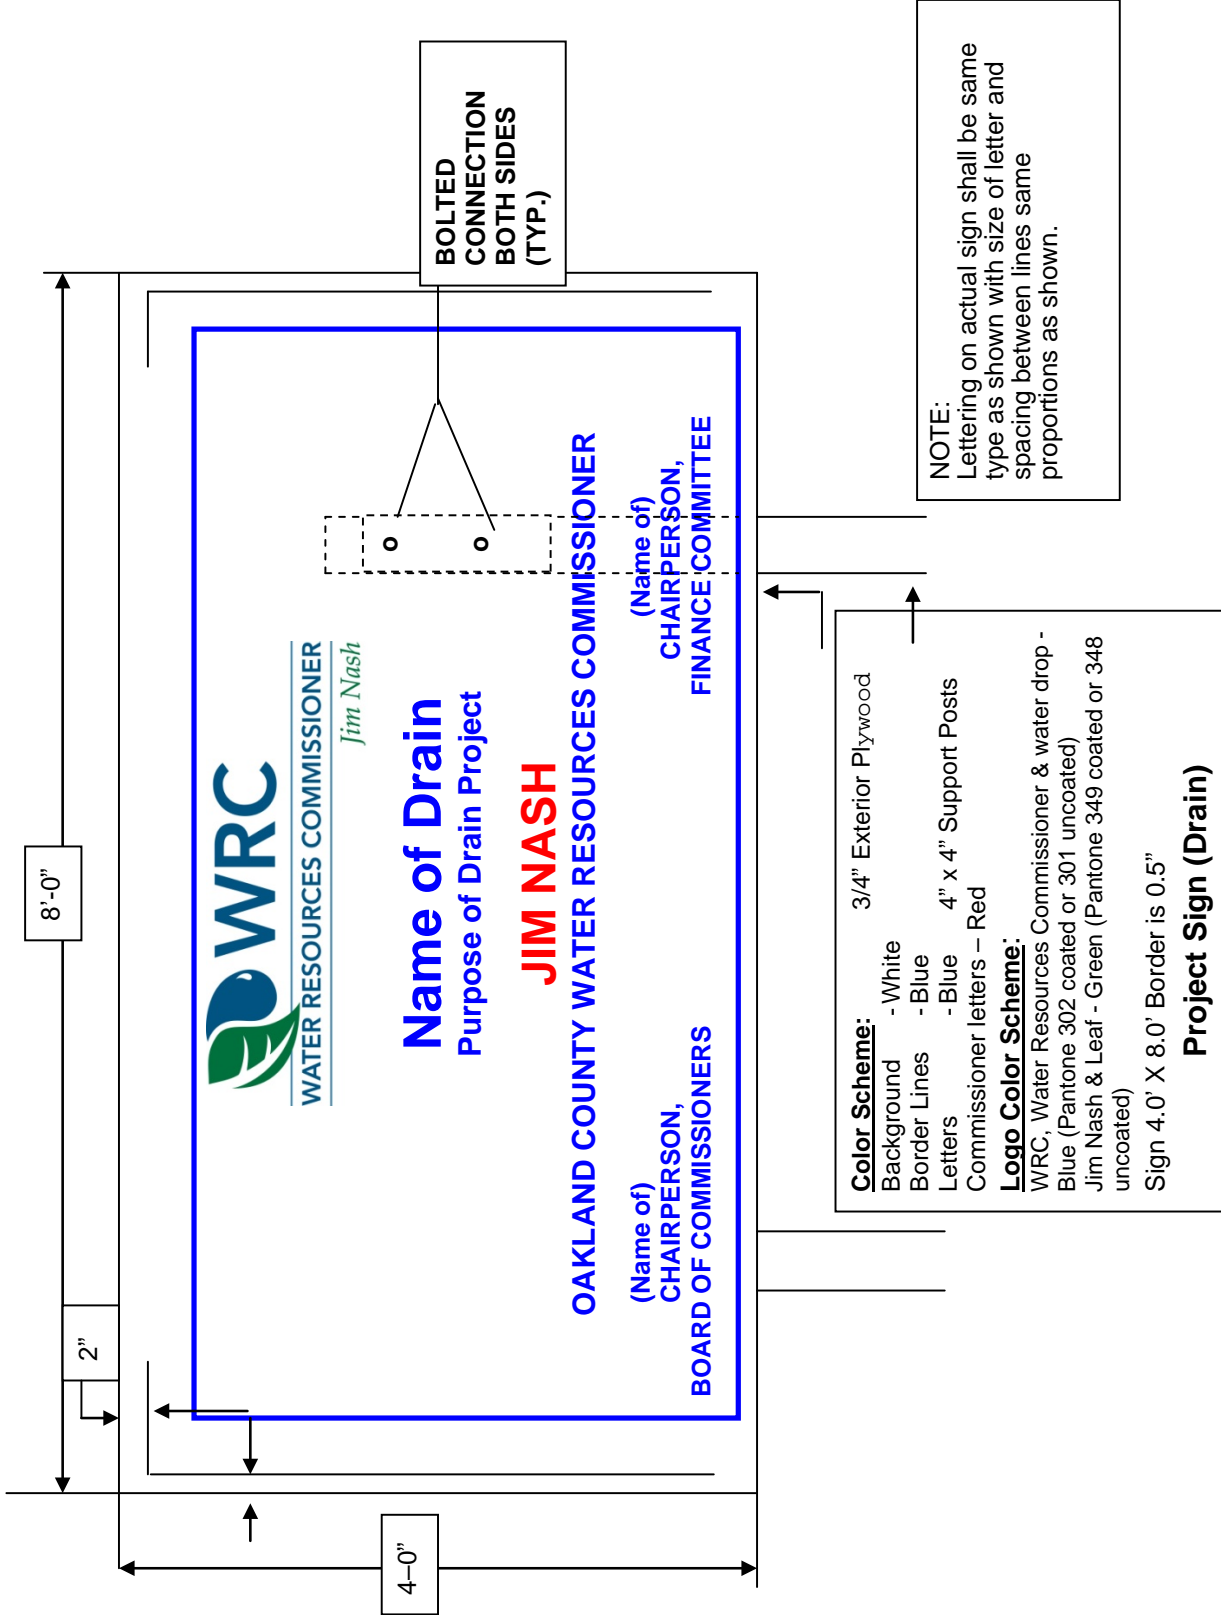 8’-0”
2”
4–0”
WRC
WATER RESOURCES COMMISSIONER
Jim Nash
Name of Drain
Purpose of Drain Project
JIM NASH
OAKLAND COUNTY WATER RESOURCES COMMISSIONER
(Name of)
CHAIRPERSON,
BOARD OF COMMISSIONERS
(Name of)
CHAIRPERSON,
FINANCE COMMITTEE
BOLTED
CONNECTION
BOTH SIDES
(TYP.)
o
o
Color Scheme: 3/4” Exterior Plywood
Background - White
Border Lines - Blue
Letters - Blue 4” x 4” Support Posts
Commissioner letters – Red
Logo Color Scheme:
WRC, Water Resources Commissioner & water drop -
Blue (Pantone 302 coated or 301 uncoated)
Jim Nash & Leaf - Green (Pantone 349 coated or 348
uncoated)
Sign 4.0’ X 8.0’ Border is 0.5”
Project Sign (Drain)
NOTE:
Lettering on actual sign shall be same
type as shown with size of letter and
spacing between lines same
proportions as shown.